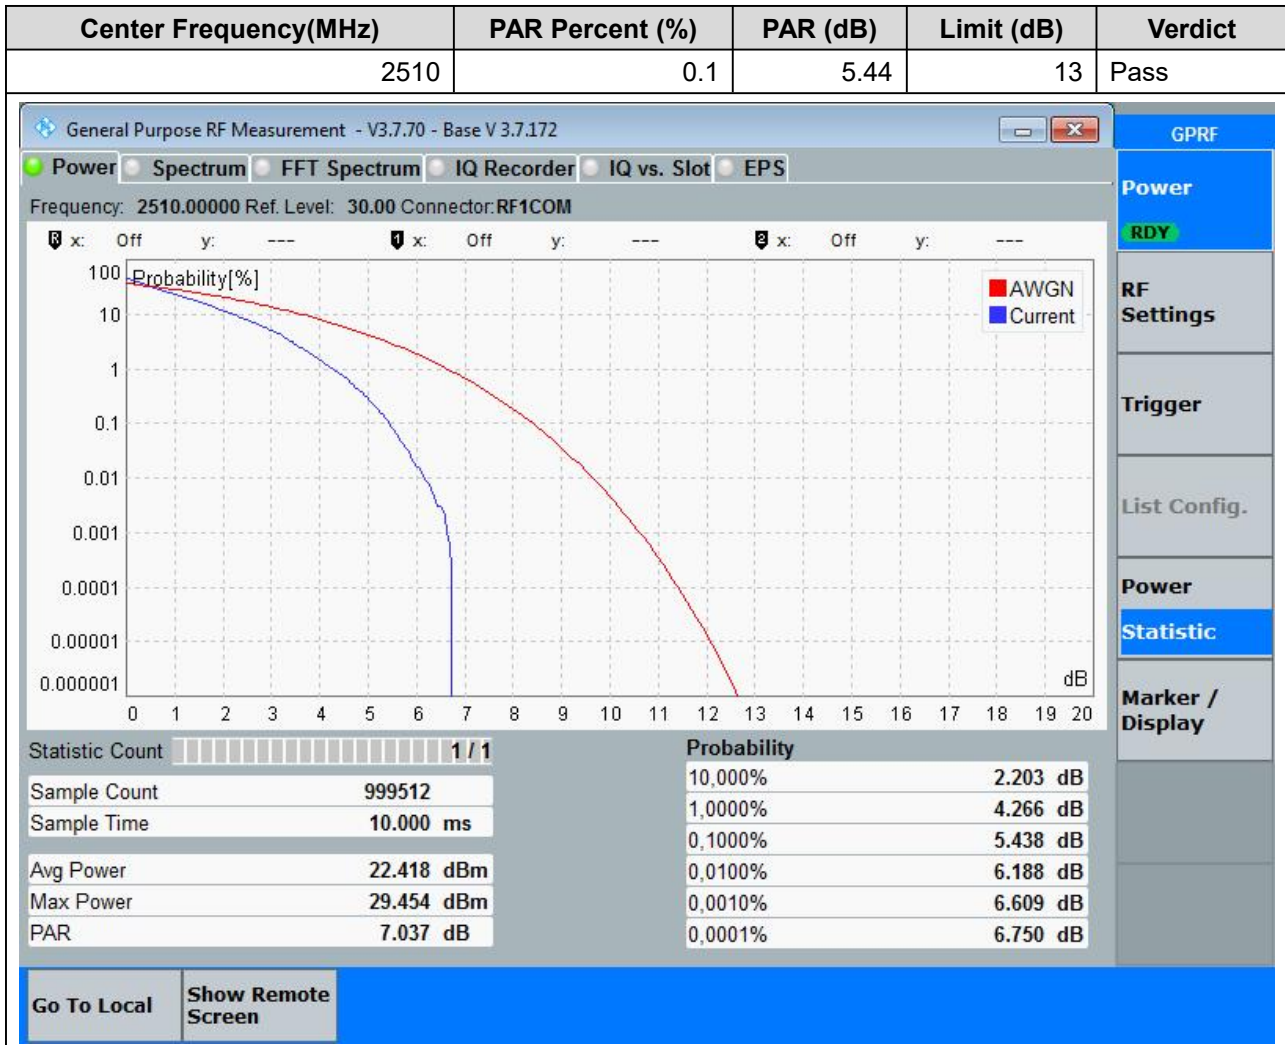 Center Frequency(MHz) PAR Percent (%) PAR (dB) Limit (dB) Verdict
2510 0.1 5.44 13 Pass
General Purpose RF Measurement - V3.7.70 - Base V 3.7.172
GPRF
Power Spectrum FFT Spectrum IQ Recorder IQ vs. Slot EPS
Frequency: 2510.00000 Ref. Level: 30.00 Connector:RF1COM
R x: Off y: --- 1 x: Off y: --- 2 x: Off y: ---
Probability[%]
AWGN
Current
100
10
1
0.1
0.01
0.001
0.0001
0.00001
0.000001
dB
0 1 2 3 4 5 6 7 8 9 10 11 12 13 14 15 16 17 18 19 20
Statistic Count 1 / 1
Sample Count 999512
Sample Time 10.000 ms
Avg Power 22.418 dBm
Max Power 29.454 dBm
PAR 7.037 dB
Probability
10,000% 2.203 dB
1,0000% 4.266 dB
0,1000% 5.438 dB
0,0100% 6.188 dB
0,0010% 6.609 dB
0,0001% 6.750 dB
Power
RDY
RF
Settings
Trigger
List Config.
Power
Statistic
Marker /
Display
Go To Local
Show Remote
Screen